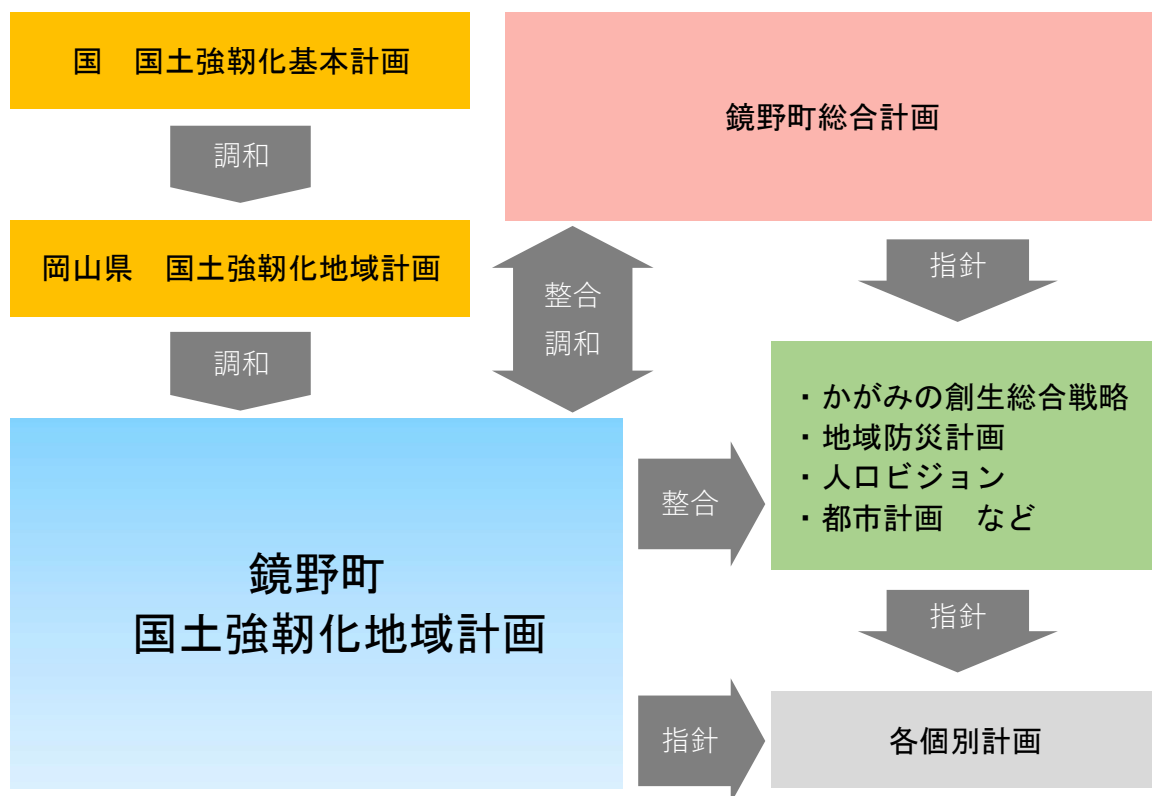 国　国土強靭化基本計画
調和
岡山県　国土強靭化地域計画
調和
鏡野町
国土強靭化地域計画
鏡野町総合計画
整合
調和
指針
・かがみの創生総合戦略
・地域防災計画
・人口ビジョン
・都市計画　など
整合
指針
指針
各個別計画